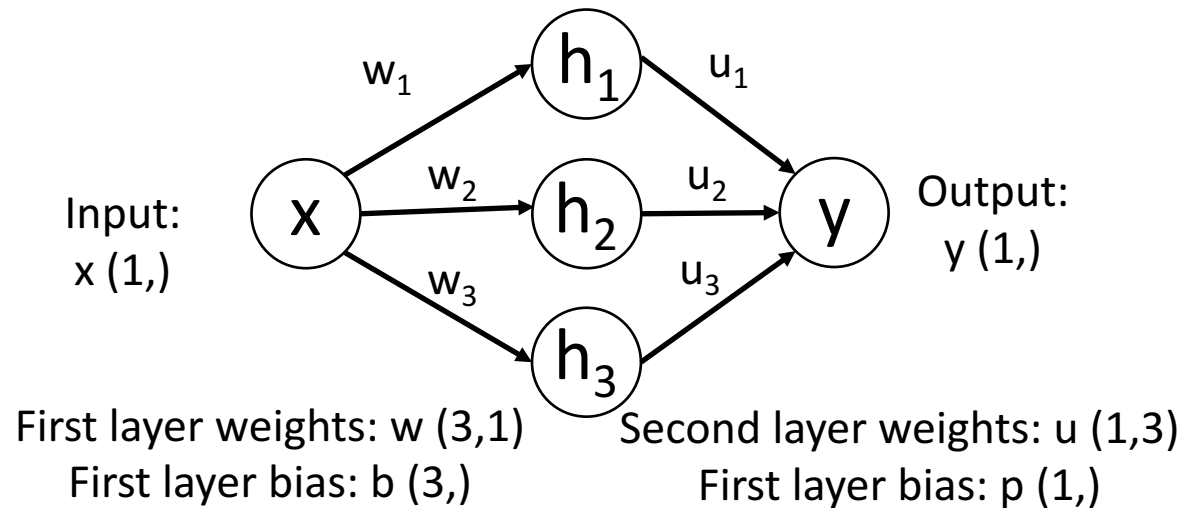 w₁
h₁
u₁
Input:
x (1,)
x
w₂
h₂
u₂
y
Output:
y (1,)
w₃
h₃
u₃
First layer weights: w (3,1)
First layer bias: b (3,)
Second layer weights: u (1,3)
First layer bias: p (1,)